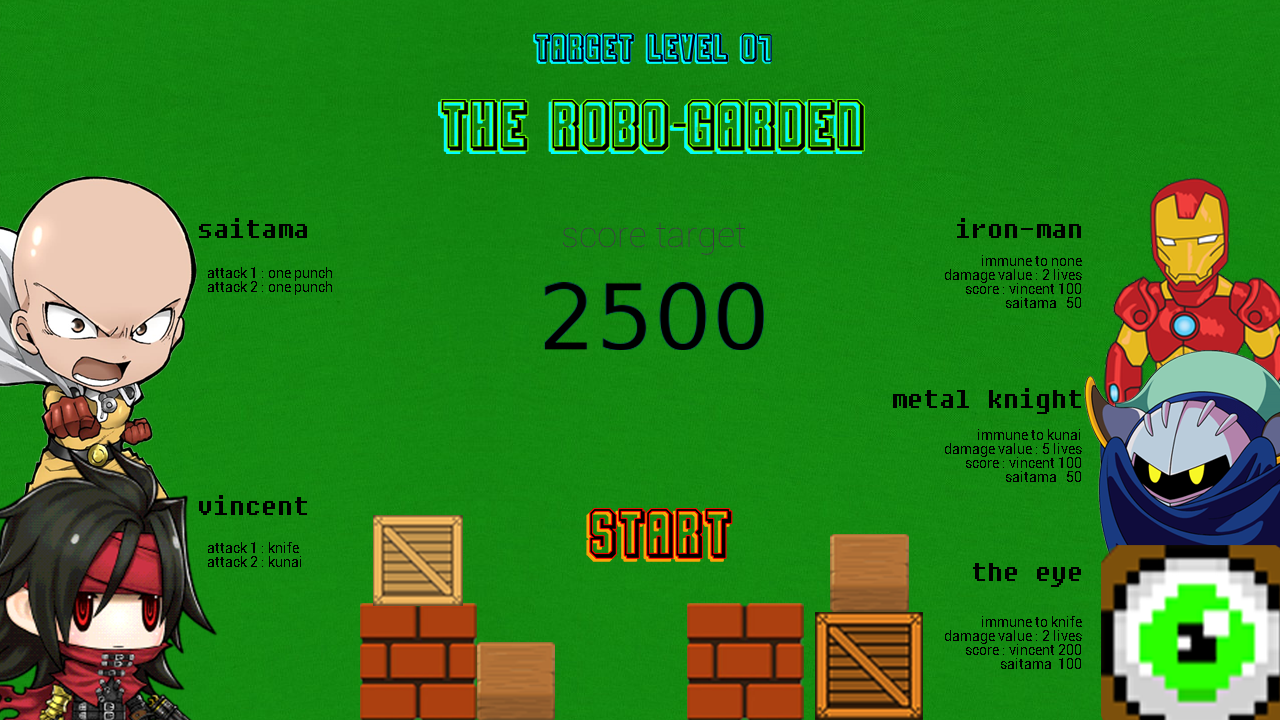 TARGET LEVEL 01
THE ROBO-GARDEN
score target
2500
START
saitama
attack 1 : one punch
attack 2 : one punch
vincent
attack 1 : knife
attack 2 : kunai
iron-man
immune to none
damage value : 2 lives
score : vincent 100
saitama 50
metal knight
immune to kunai
damage value : 5 lives
score : vincent 100
saitama 50
the eye
immune to knife
damage value : 2 lives
score : vincent 200
saitama 100